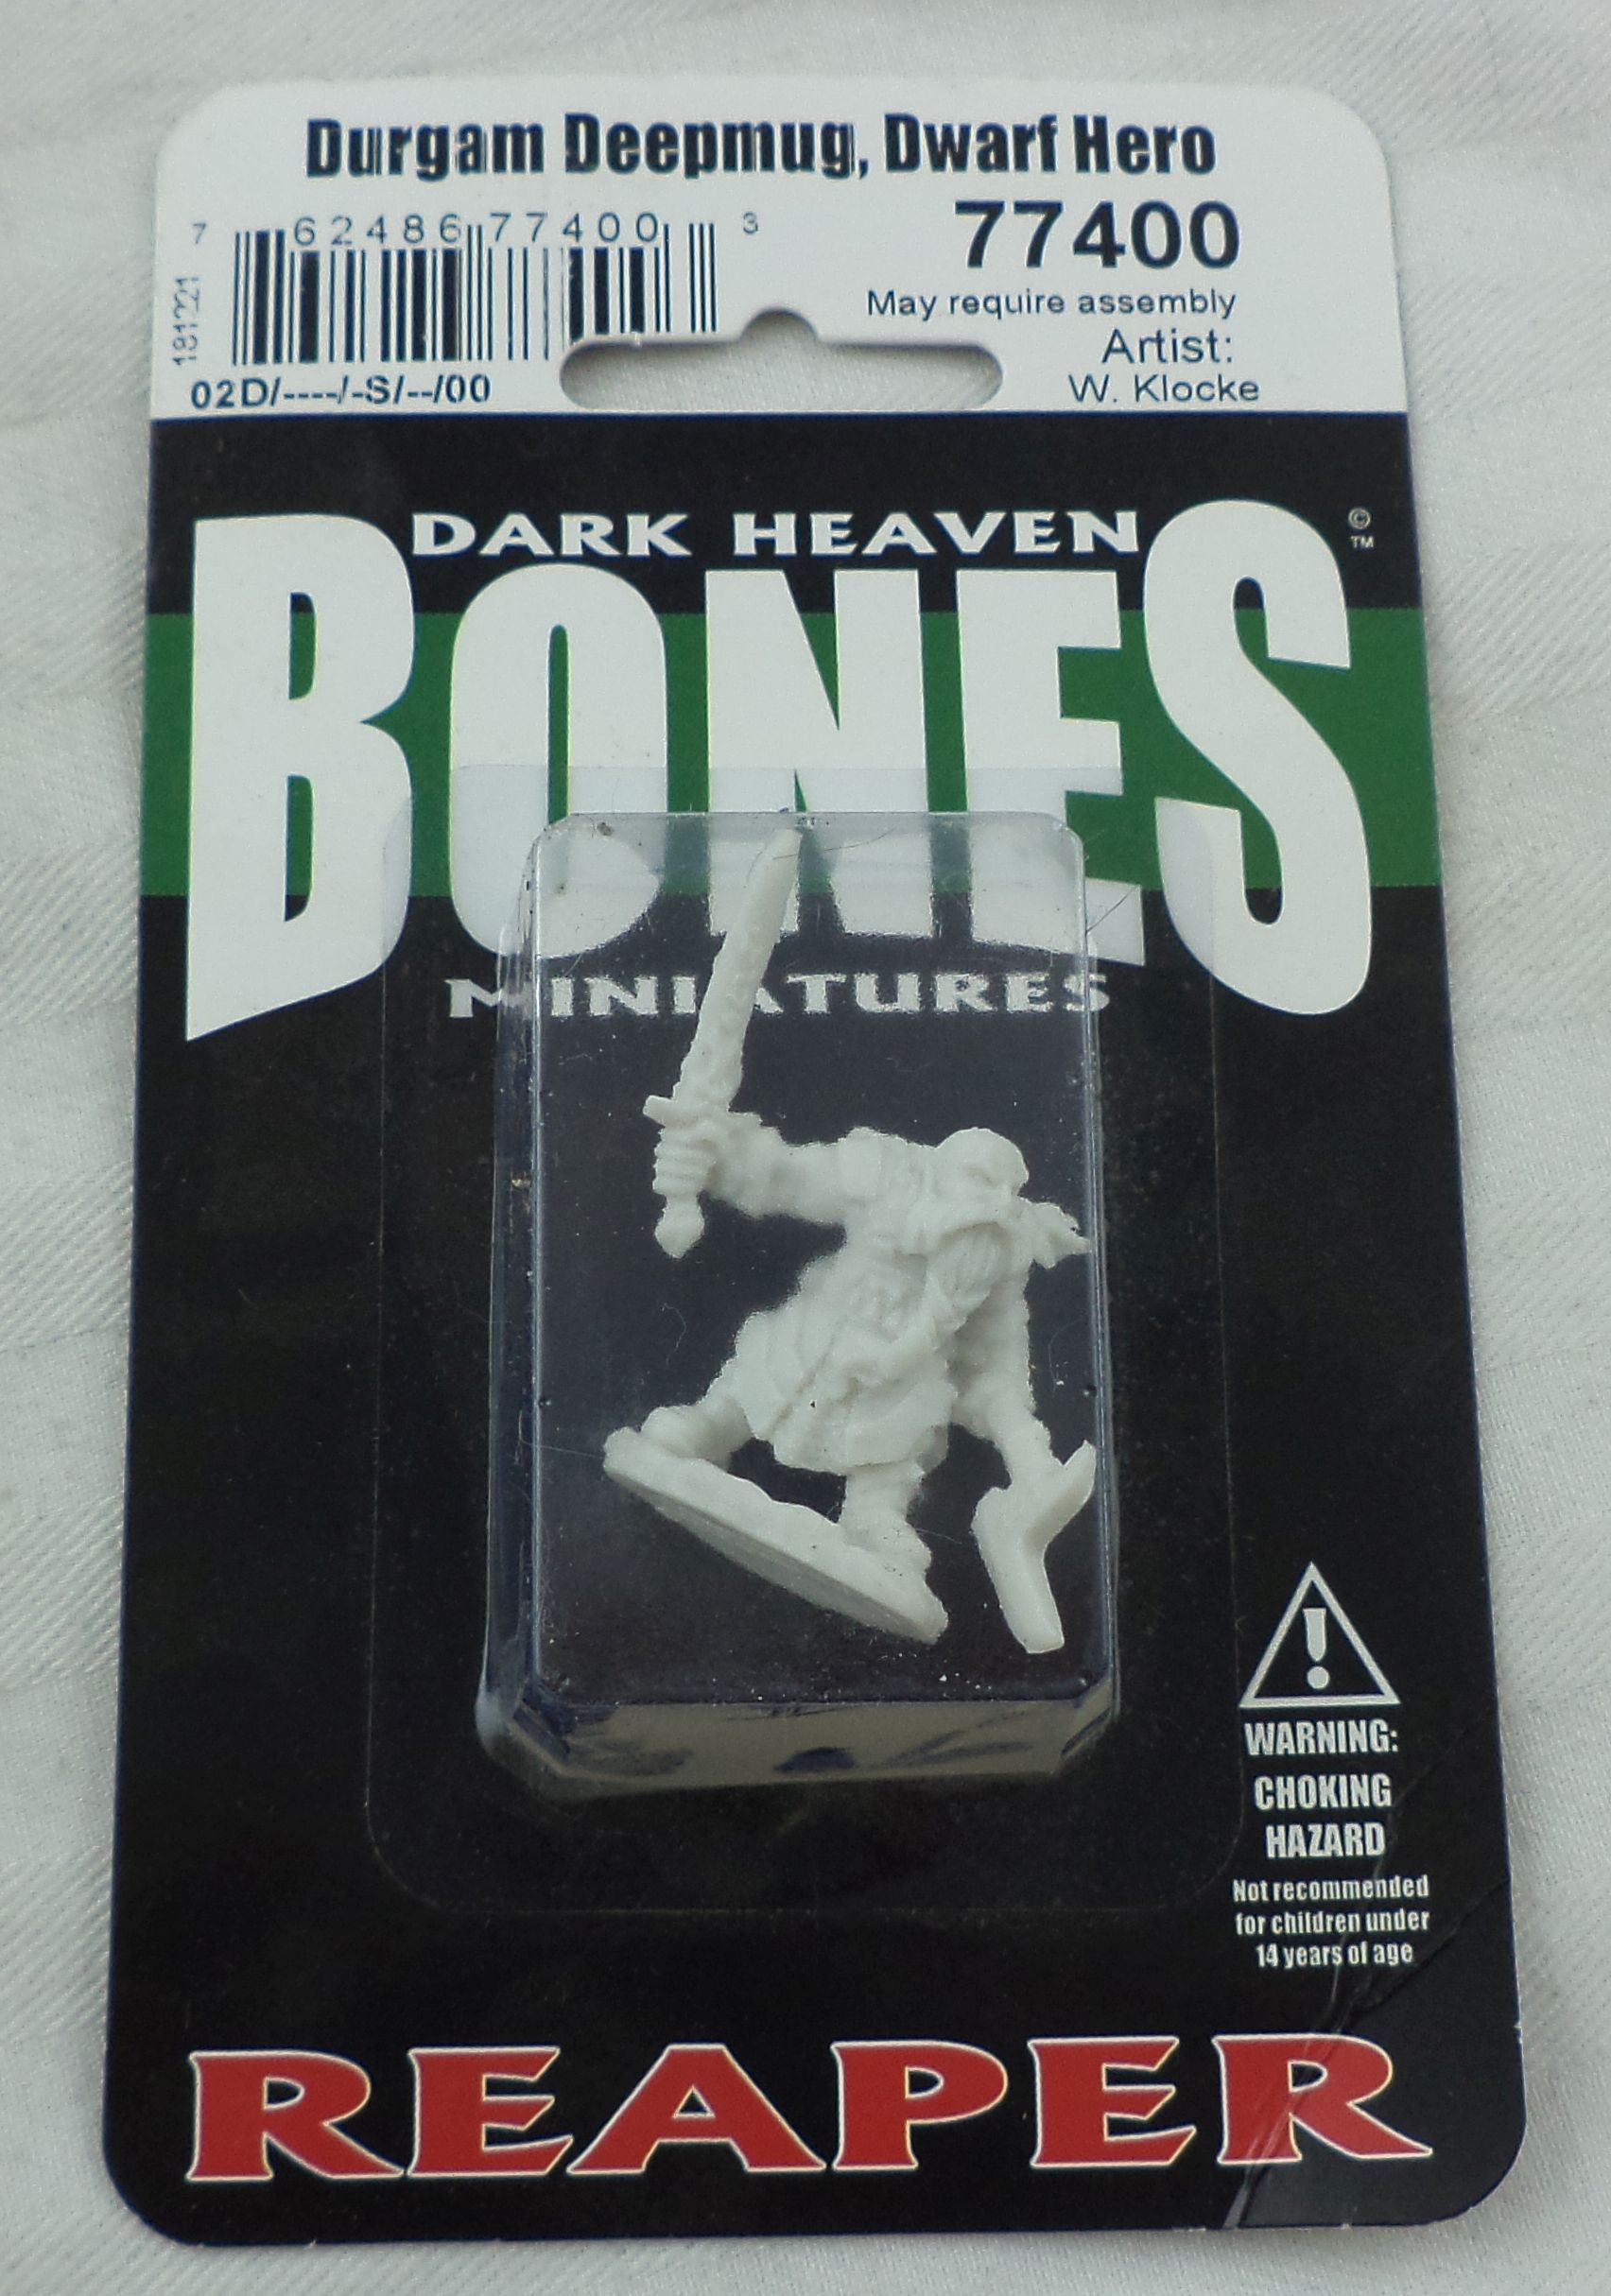 Durgam Deepmug, Dwarf Hero
7 62486 77400 3
77400
181221
May require assembly
Artist:
02D/----/-S/--/00
W. Klocke
DARK HEAVEN
BONES
© ™
MINIATURES
!
WARNING:
CHOKING
HAZARD
Not recommended
for children under
14 years of age
REAPER